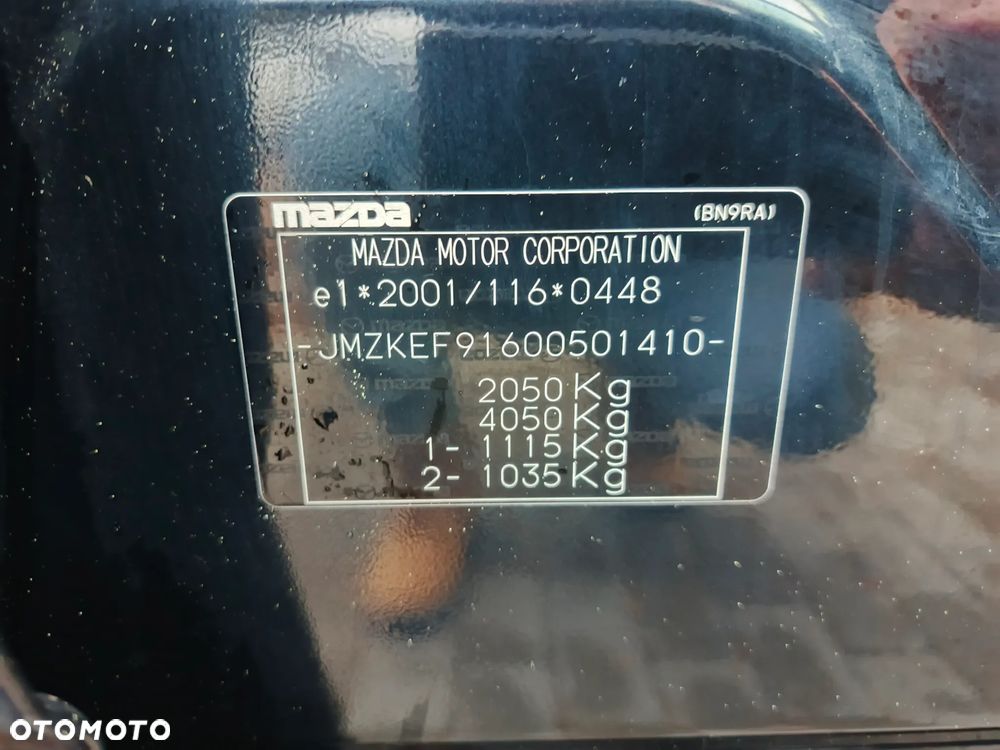 mazda (BN9RA)
MAZDA MOTOR CORPORATION
e1*2001/116*0448
-JMZKEF91600501410-
2050 Kg
4050 Kg
1- 1115 Kg
2- 1035 Kg
OTOMOTO